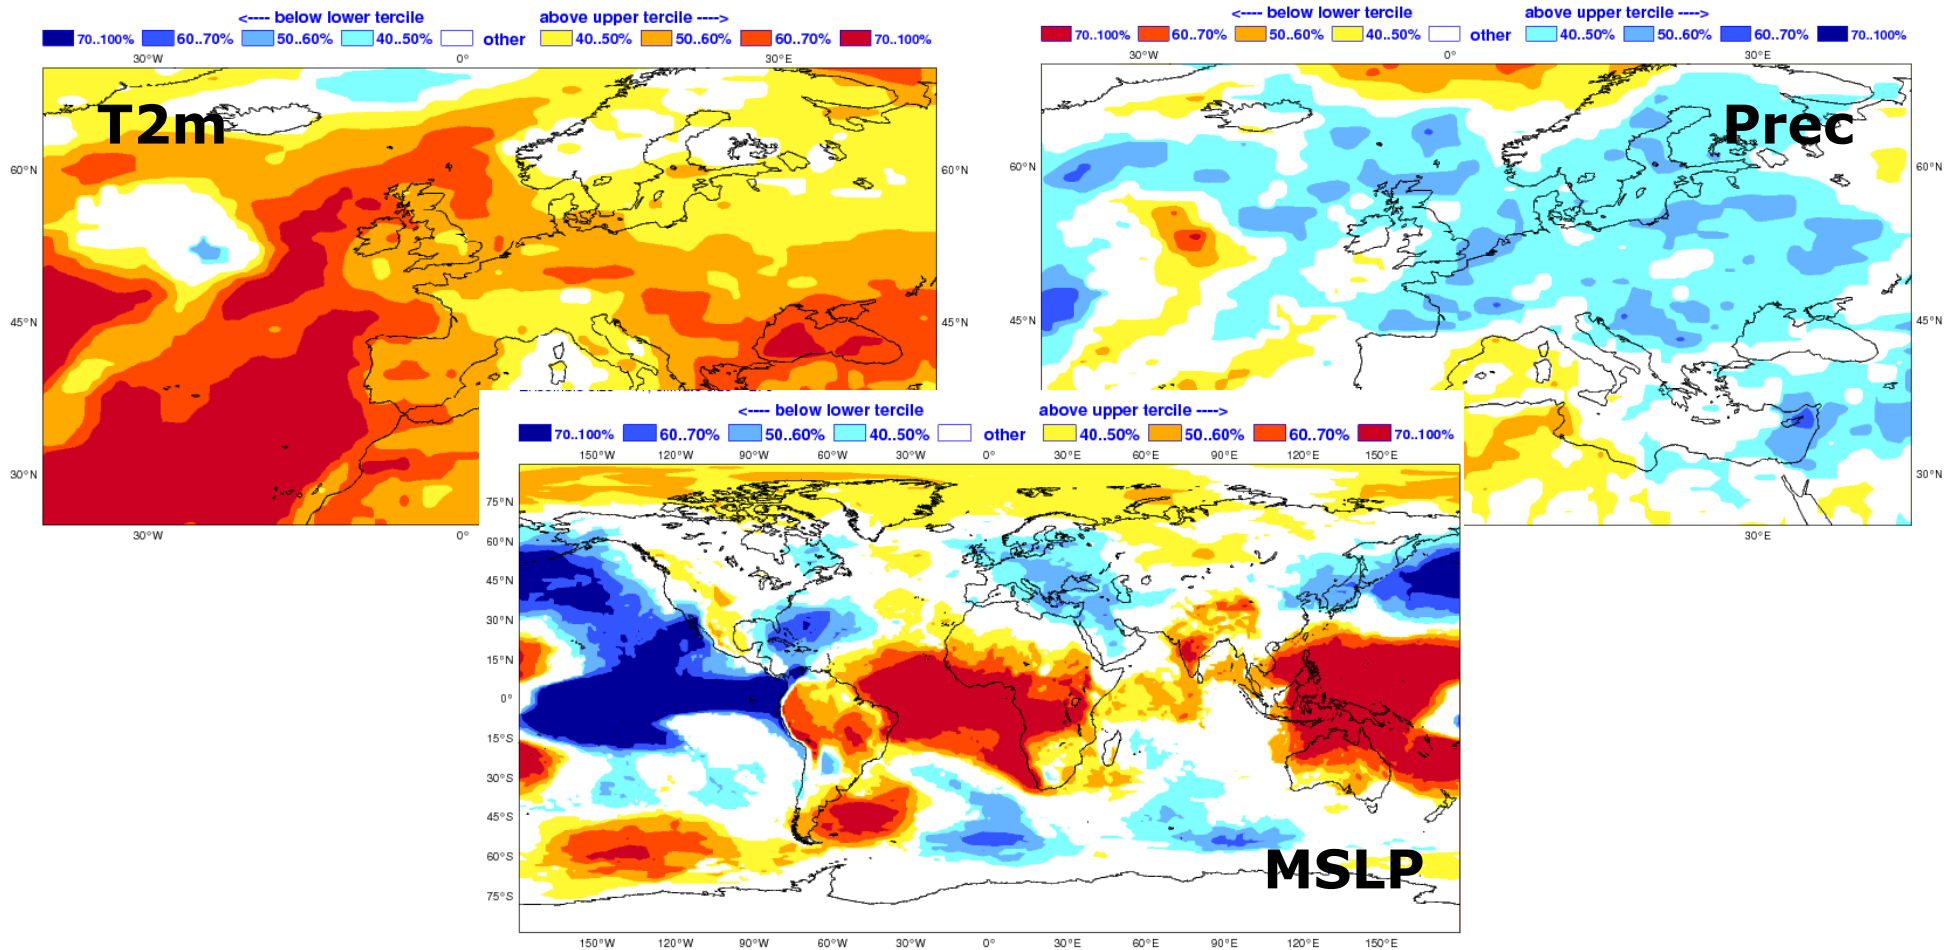 <---- below lower tercile above upper tercile ---->
70..100% 60..70% 50..60% 40..50% other 40..50% 50..60% 60..70% 70..100%
30°W 0° 30°E
T2m
60°N 60°N
45°N 45°N
30°N
30°W 0°
<---- below lower tercile above upper tercile ---->
70..100% 60..70% 50..60% 40..50% other 40..50% 50..60% 60..70% 70..100%
30°W 0° 30°E
Prec
60°N 60°N
45°N 45°N
30°N
30°E
<---- below lower tercile above upper tercile ---->
70..100% 60..70% 50..60% 40..50% other 40..50% 50..60% 60..70% 70..100%
150°W 120°W 90°W 60°W 30°W 0° 30°E 60°E 90°E 120°E 150°E
75°N
60°N
45°N
30°N
15°N
0°
15°S
30°S
45°S
60°S
75°S
MSLP
150°W 120°W 90°W 60°W 30°W 0° 30°E 60°E 90°E 120°E 150°E